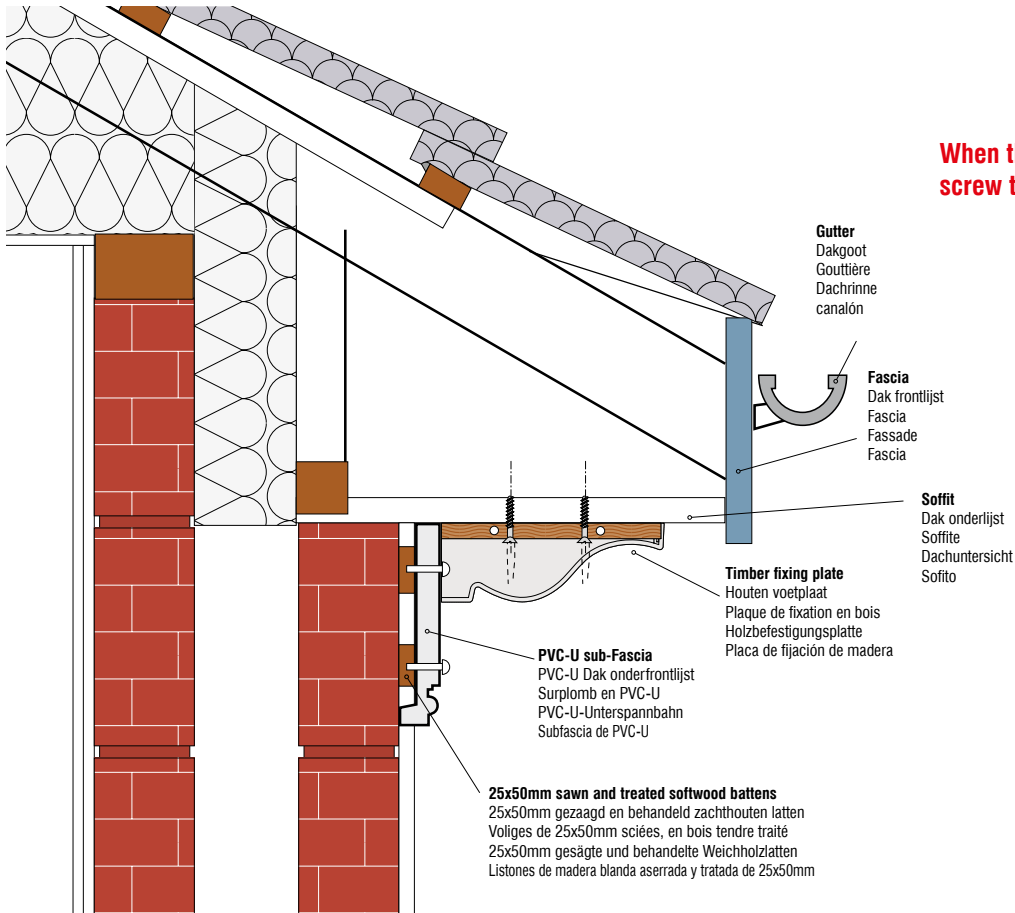 When t
screw t
Gutter
Dakgoot
Gouttière
Dachrinne
canalón
Fascia
Dak frontlijst
Fascia
Fassade
Fascia
Soffit
Dak onderlijst
Soffite
Dachuntersicht
Sofito
Timber fixing plate
Houten voetplaat
Plaque de fixation en bois
Holzbefestigungsplatte
Placa de fijación de madera
PVC-U sub-Fascia
PVC-U Dak onderfrontlijst
Surplomb en PVC-U
PVC-U-Unterspannbahn
Subfascia de PVC-U
25x50mm sawn and treated softwood battens
25x50mm gezaagd en behandeld zachthouten latten
Voliges de 25x50mm sciées, en bois tendre traité
25x50mm gesägte und behandelte Weichholzlatten
Listones de madera blanda aserrada y tratada de 25x50mm